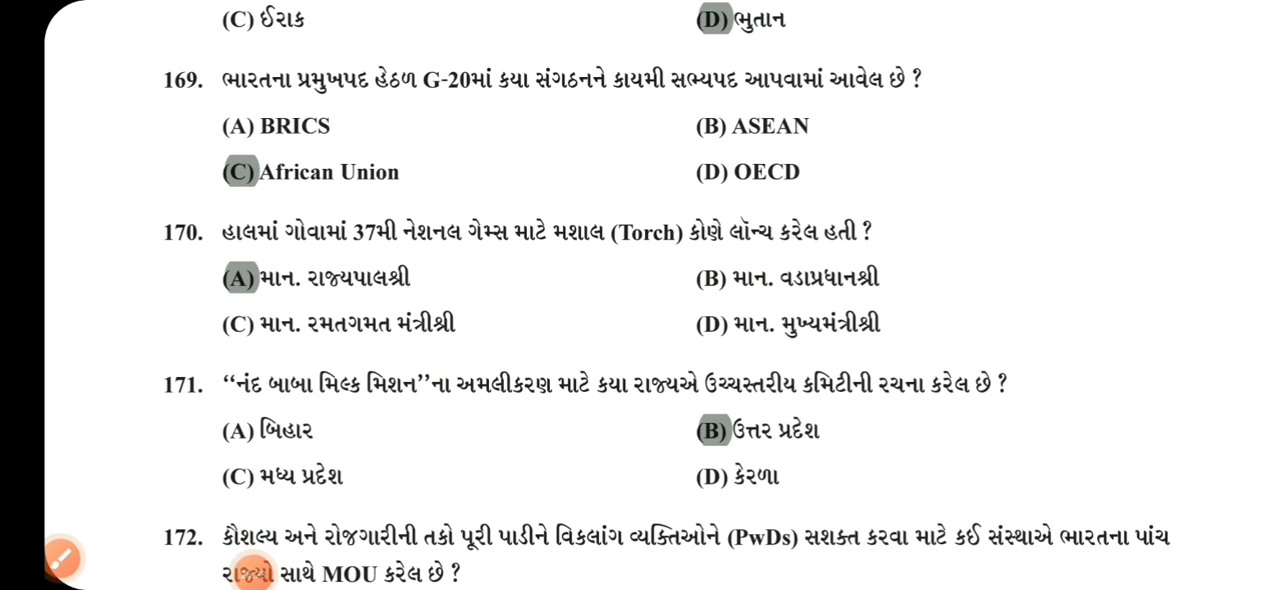 (C) ઈરાક (D) ભુતાન
169. ભારતના પ્રમુખપદ હેઠળ G-20માં કયા સંગઠનને કાયમી સભ્યપદ આપવામાં આવેલ છે ?
(A) BRICS (B) ASEAN
(C) African Union (D) OECD
170. હાલમાં ગોવામાં 37મી નેશનલ ગેમ્સ માટે મશાલ (Torch) કોણે લૉન્ચ કરેલ હતી ?
(A) માન. રાજ્યપાલશ્રી (B) માન. વડાપ્રધાનશ્રી
(C) માન. રમતગમત મંત્રીશ્રી (D) માન. મુખ્યમંત્રીશ્રી
171. “નંદ બાબા મિલ્ક મિશન”ના અમલીકરણ માટે કયા રાજ્યએ ઉચ્ચસ્તરીય કમિટીની રચના કરેલ છે ?
(A) બિહાર (B) ઉત્તર પ્રદેશ
(C) મધ્ય પ્રદેશ (D) કેરળા
172. કૌશલ્ય અને રોજગારીની તકો પૂરી પાડીને વિકલાંગ વ્યક્તિઓને (PwDs) સશક્ત કરવા માટે કઈ સંસ્થાએ ભારતના પાંચ
રાજ્યો સાથે MOU કરેલ છે ?